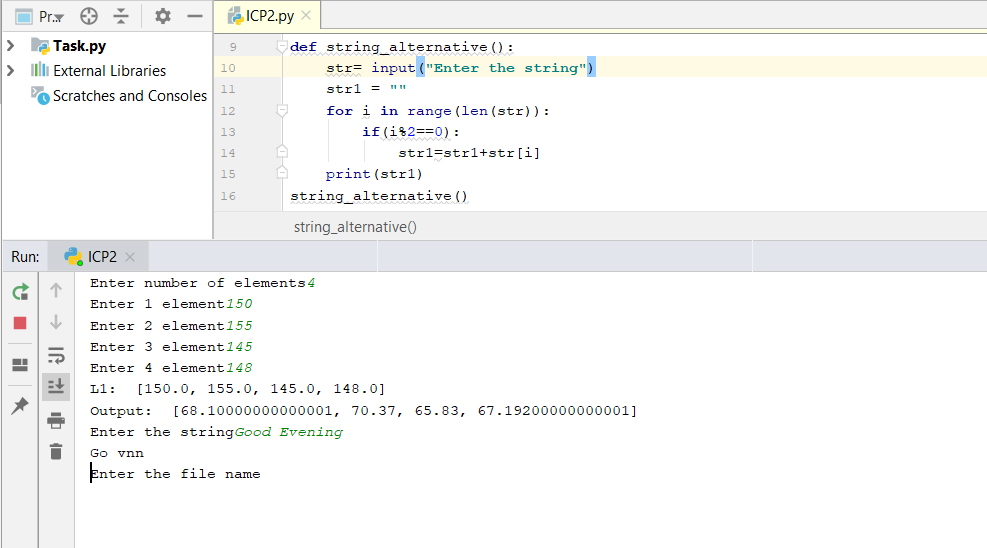 Pr...
ICP2.py
Task.py
External Libraries
Scratches and Consoles
9 def string_alternative():
10 str= input("Enter the string")
11 str1 = ""
12 for i in range(len(str)):
13 if(i%2==0):
14 str1=str1+str[i]
15 print(str1)
16 string_alternative()
string_alternative()
Run: ICP2
Enter number of elements4
Enter 1 element150
Enter 2 element155
Enter 3 element145
Enter 4 element148
L1:  [150.0, 155.0, 145.0, 148.0]
Output:  [68.10000000000001, 70.37, 65.83, 67.19200000000001]
Enter the stringGood Evening
Go vnn
Enter the file name